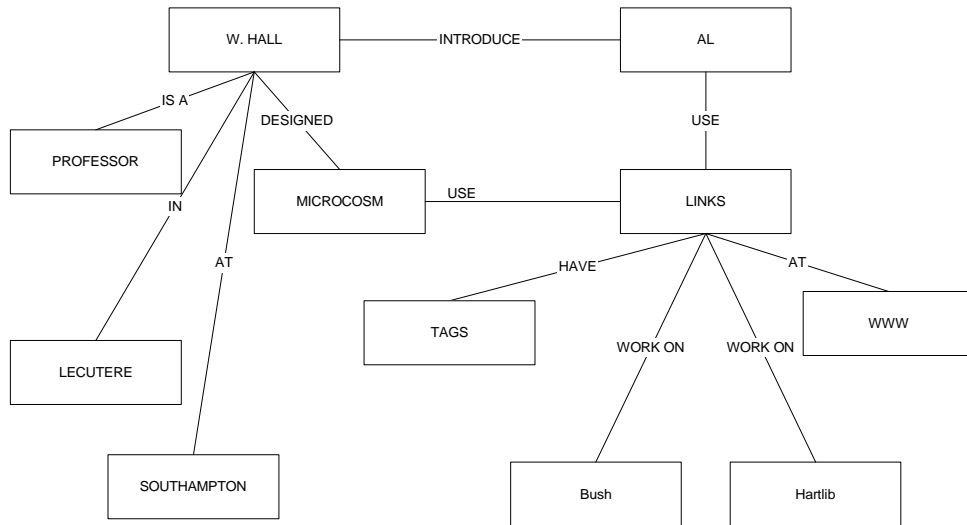 W. HALL
INTRODUCE
AL
IS A
DESIGNED
USE
PROFESSOR
MICROCOSM
USE
LINKS
IN
AT
HAVE
AT
TAGS
WWW
WORK ON
WORK ON
LECUTERE
SOUTHAMPTON
Bush
Hartlib